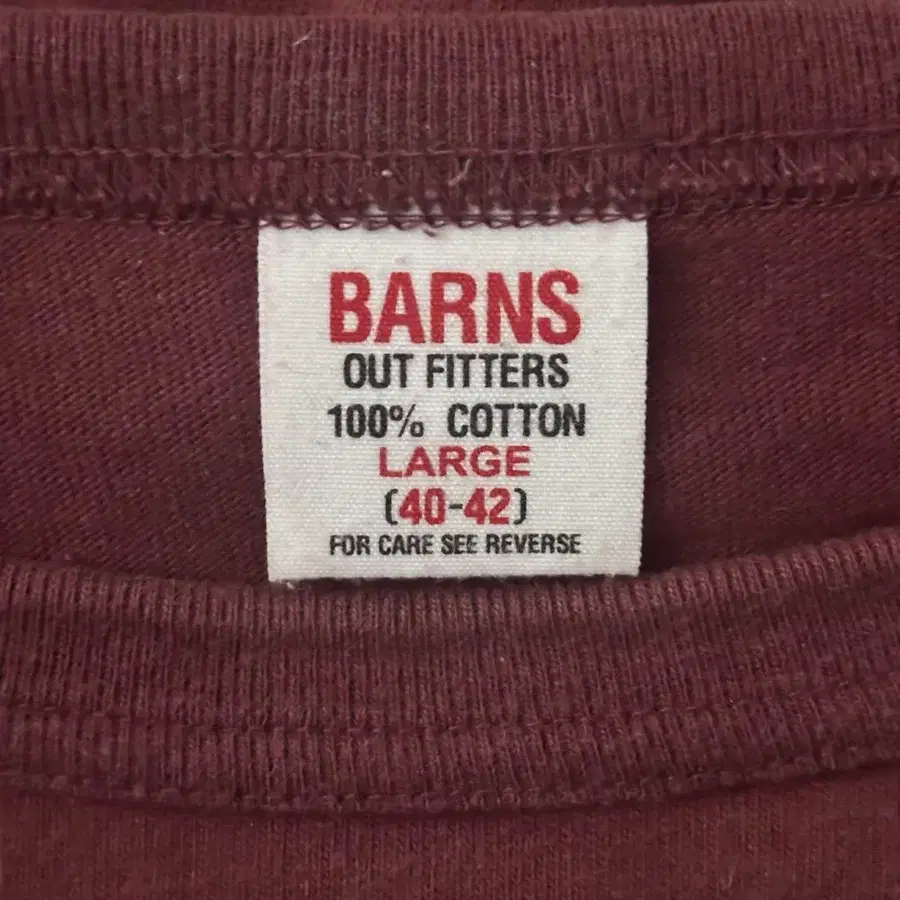 BARNS
OUT FITTERS
100% COTTON
LARGE
(40-42)
FOR CARE SEE REVERSE